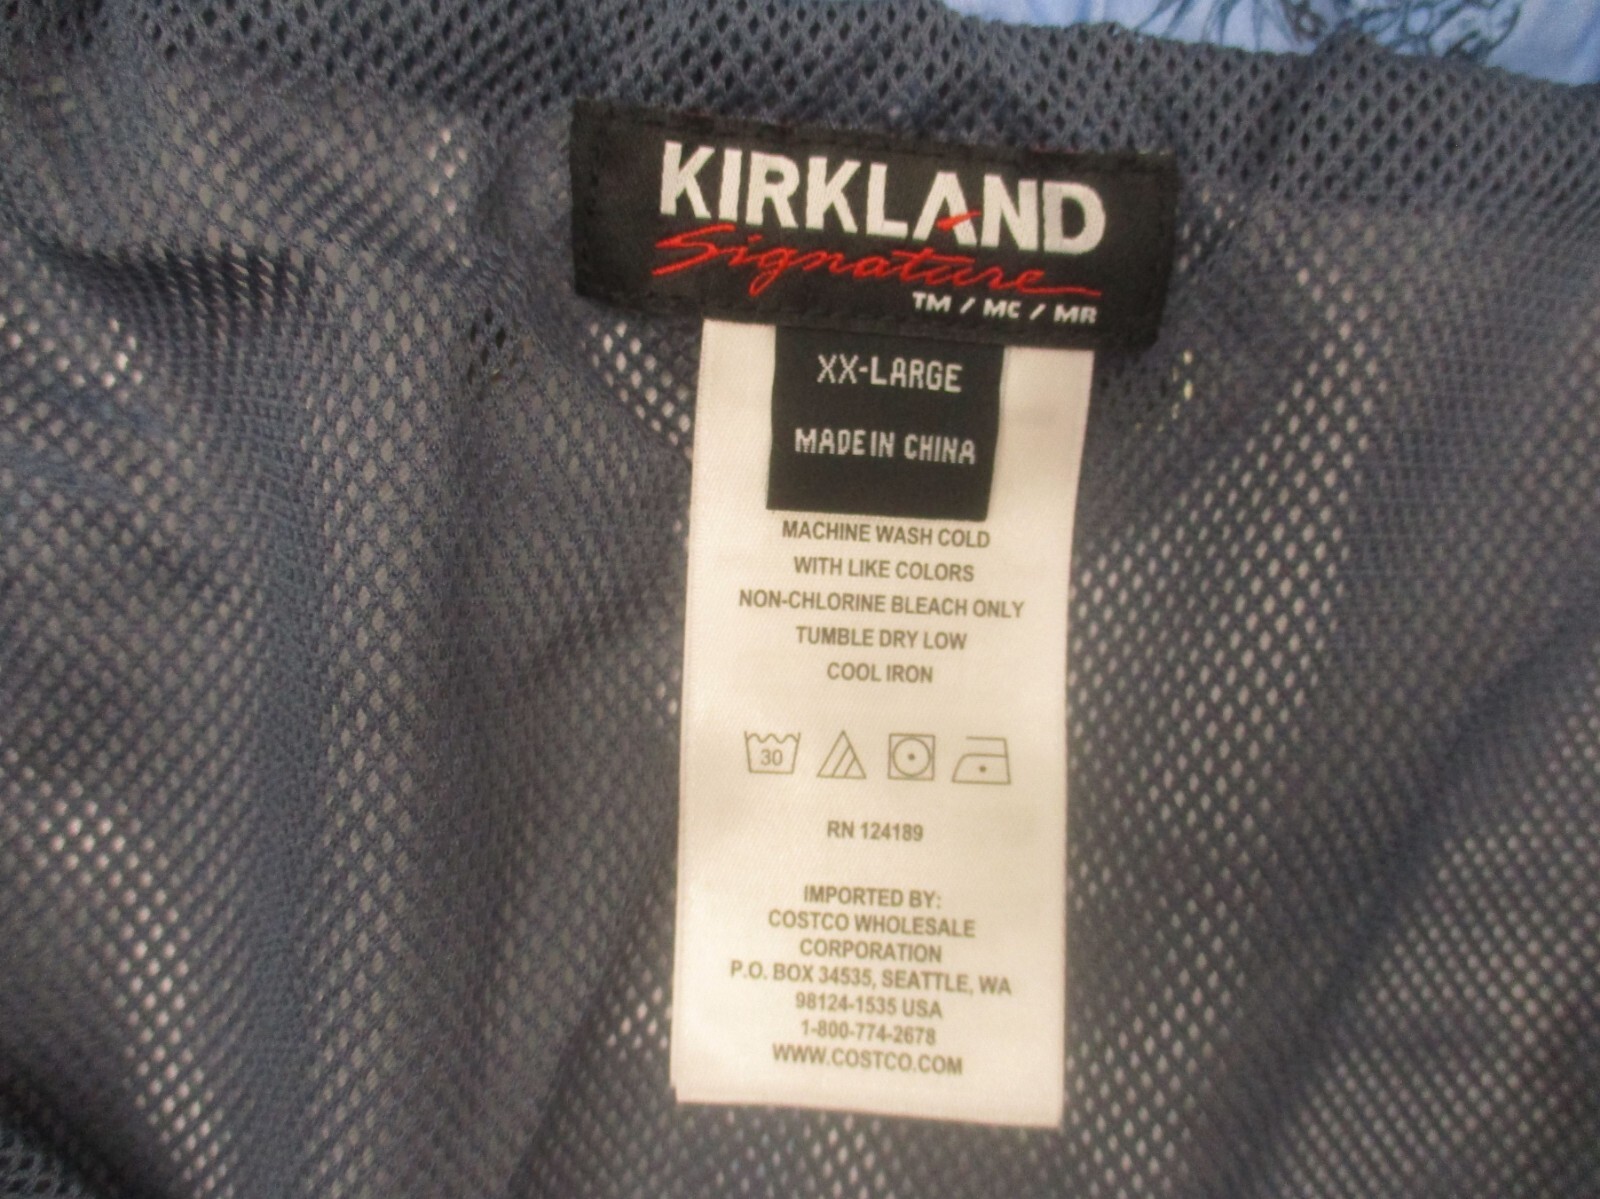 KIRKLAND
Signature
TM / MC / MR
XX-LARGE
MADE IN CHINA
MACHINE WASH COLD
WITH LIKE COLORS
NON-CHLORINE BLEACH ONLY
TUMBLE DRY LOW
COOL IRON
30
RN 124189
IMPORTED BY:
COSTCO WHOLESALE
CORPORATION
P.O. BOX 34535, SEATTLE, WA
98124-1535 USA
1-800-774-2678
WWW.COSTCO.COM